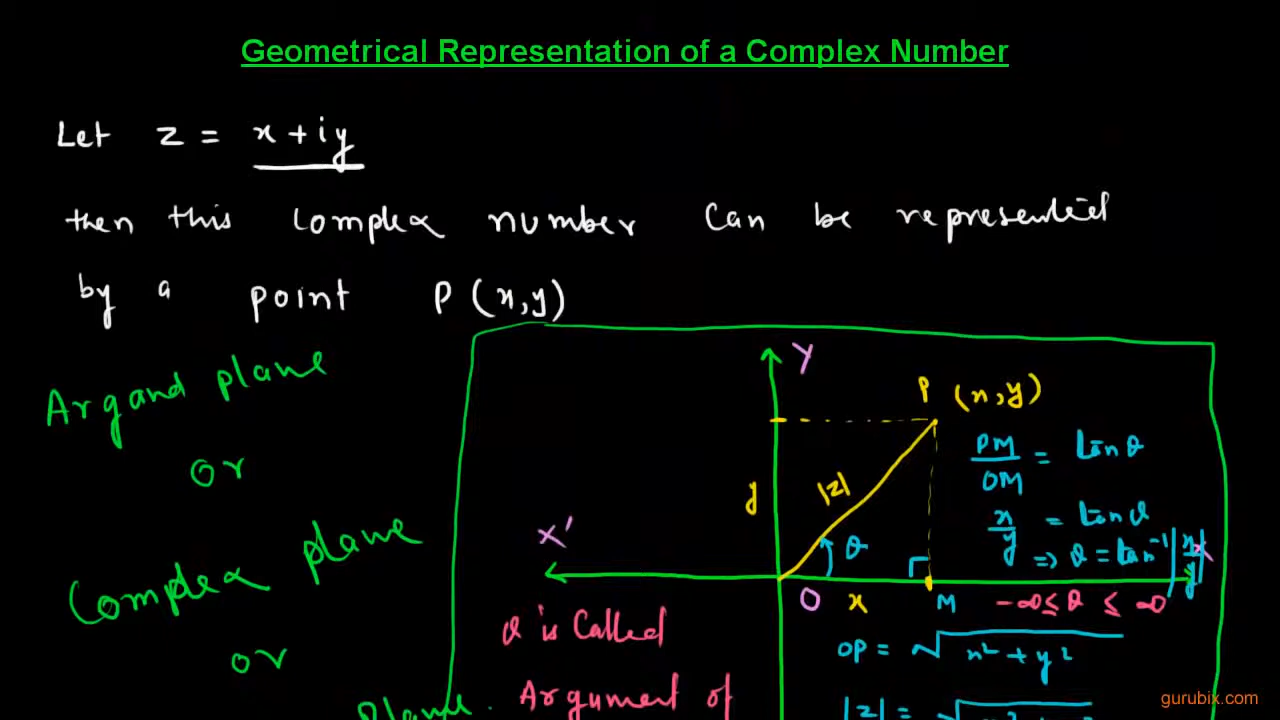 Geometrical Representation of a Complex Number
Let z = x + iy
then this complex number can be represented
by a point P (x,y)
Argand plane
or
Complex plane
or
plane.
Y
P (x,y)
PM/OM = tan θ
y
|z|
x/y = tan θ
X'
θ
⇒ θ = tan⁻¹ |x/y|
X
O x M -∞ ≤ θ ≤ ∞
θ is called
OP = √x² + y²
Argument of
|z| =
gurubix.com